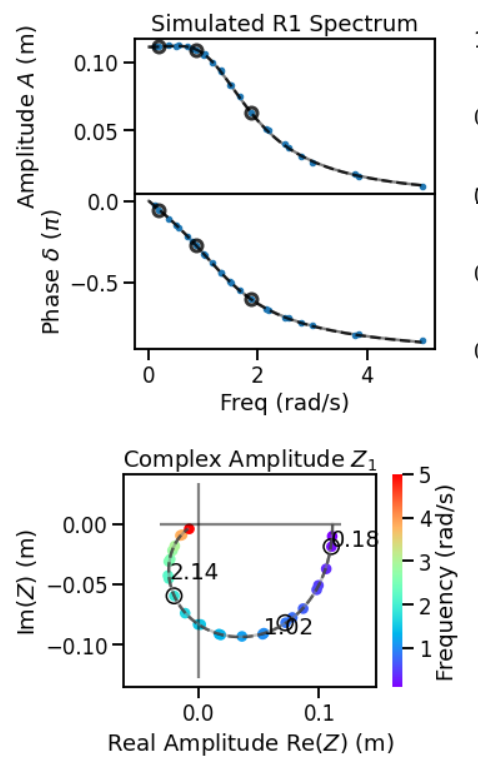 Simulated R1 Spectrum
Amplitude A (m)
0.10
0.05
Phase δ (π)
0.0
−0.5
0 2 4
Freq (rad/s)
Complex Amplitude Z₁
Im(Z) (m)
0.00
−0.05
−0.10
0.18
2.14
1.02
0.0 0.1
Real Amplitude Re(Z) (m)
5
4
3
2
1
Frequency (rad/s)